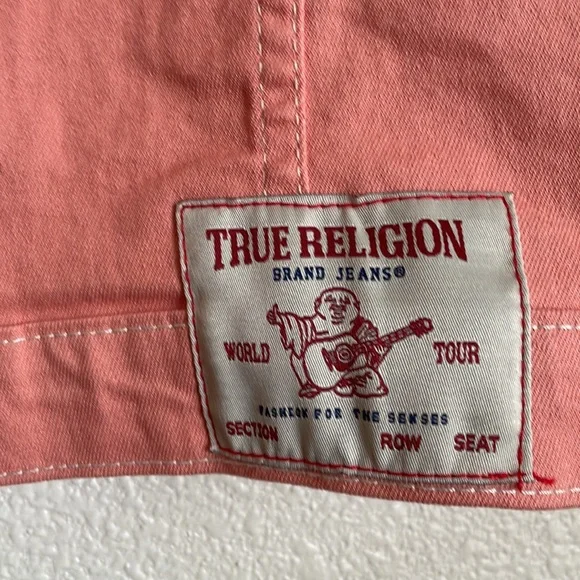 TRUE RELIGION
BRAND JEANS®
WORLD TOUR
FASHION FOR THE SENSES
SECTION ROW SEAT